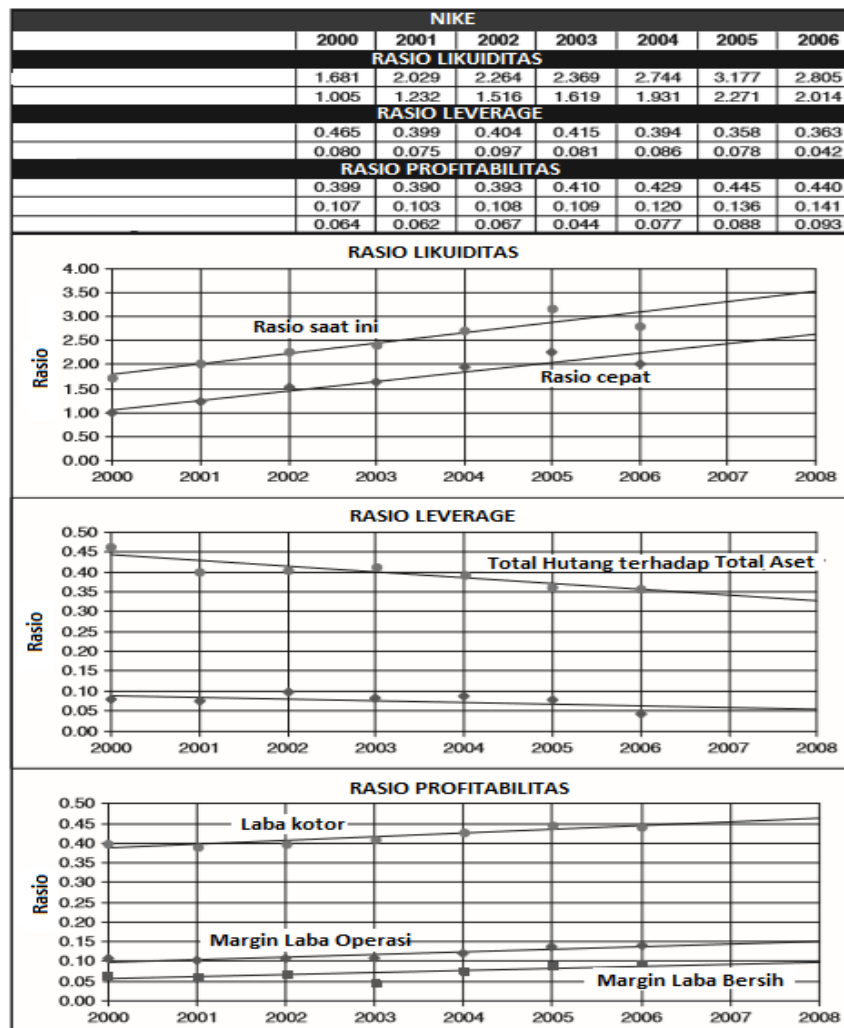 NIKE
2000 2001 2002 2003 2004 2005 2006
RASIO LIKUIDITAS
1.681 2.029 2.264 2.369 2.744 3.177 2.805
1.005 1.232 1.516 1.619 1.931 2.271 2.014
RASIO LEVERAGE
0.465 0.399 0.404 0.415 0.394 0.358 0.363
0.080 0.075 0.097 0.081 0.086 0.078 0.042
RASIO PROFITABILITAS
0.399 0.390 0.393 0.410 0.429 0.445 0.440
0.107 0.103 0.108 0.109 0.120 0.136 0.141
0.064 0.062 0.067 0.044 0.077 0.088 0.093
RASIO LIKUIDITAS
4.00
3.50
3.00
2.50
2.00
1.50
1.00
0.50
0.00
Rasio
Rasio saat ini
Rasio cepat
2000 2001 2002 2003 2004 2005 2006 2007 2008
RASIO LEVERAGE
0.50
0.45
0.40
0.35
0.30
0.25
0.20
0.15
0.10
0.05
0.00
Rasio
Total Hutang terhadap Total Aset
2000 2001 2002 2003 2004 2005 2006 2007 2008
RASIO PROFITABILITAS
0.50
0.45
0.40
0.35
0.30
0.25
0.20
0.15
0.10
0.05
0.00
Rasio
Laba kotor
Margin Laba Operasi
Margin Laba Bersih
2000 2001 2002 2003 2004 2005 2006 2007 2008